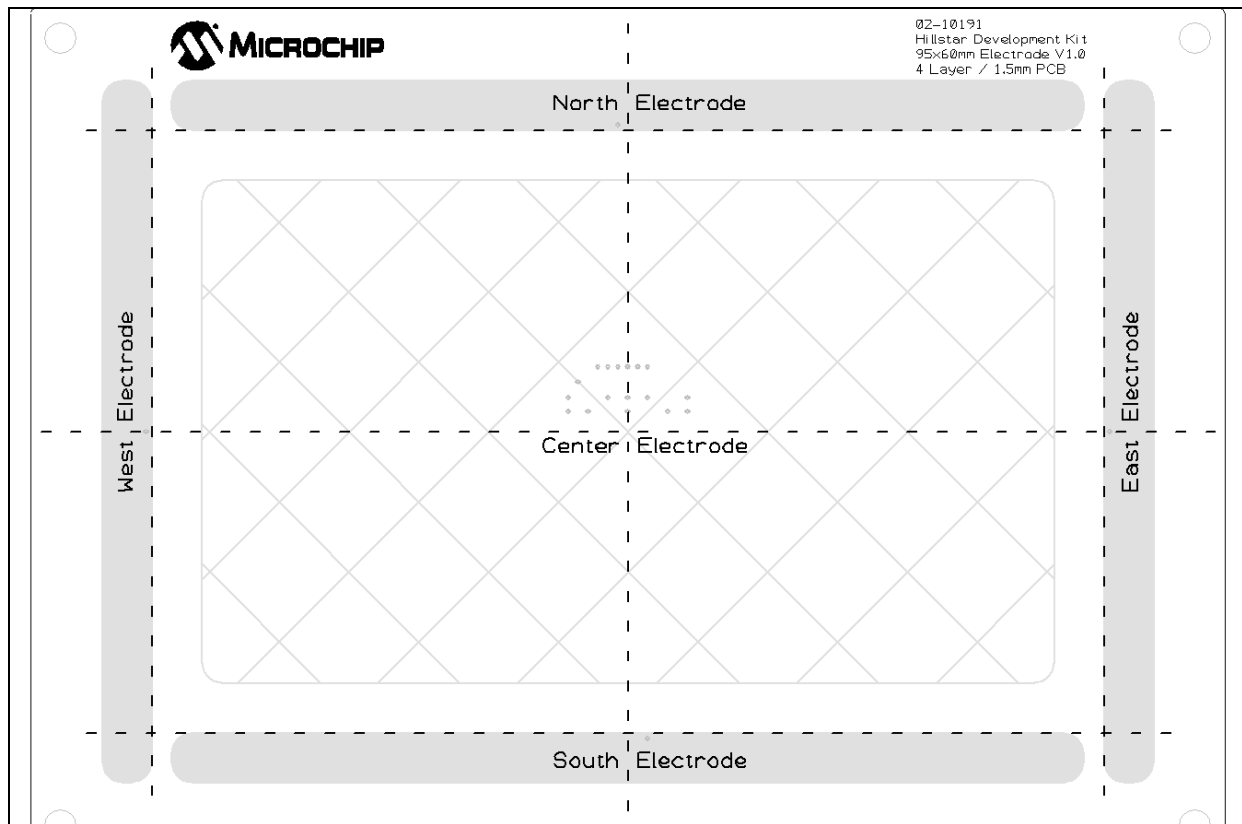 MICROCHIP
02-10191
Hillstar Development Kit
95x60mm Electrode V1.0
4 Layer / 1.5mm PCB
North Electrode
West Electrode
Center Electrode
East Electrode
South Electrode